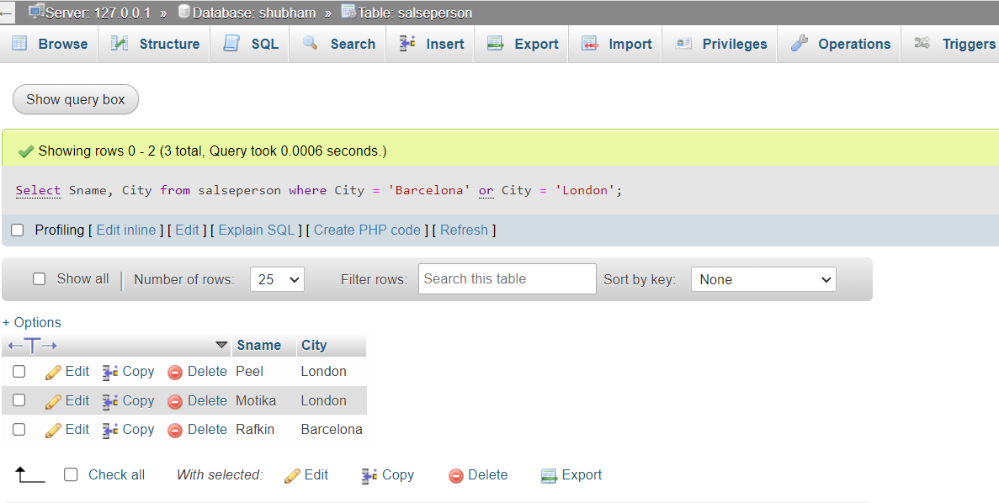 Server: 127.0.0.1 » Database: shubham » Table: salseperson
Browse Structure SQL Search Insert Export Import Privileges Operations Triggers
Show query box
Showing rows 0 - 2 (3 total, Query took 0.0006 seconds.)
Select Sname, City from salseperson where City = 'Barcelona' or City = 'London';
Profiling [ Edit inline ] [ Edit ] [ Explain SQL ] [ Create PHP code ] [ Refresh ]
Show all | Number of rows: 25 Filter rows: Search this table Sort by key: None
+ Options
←T→ Sname City
Edit Copy Delete Peel London
Edit Copy Delete Motika London
Edit Copy Delete Rafkin Barcelona
Check all With selected: Edit Copy Delete Export